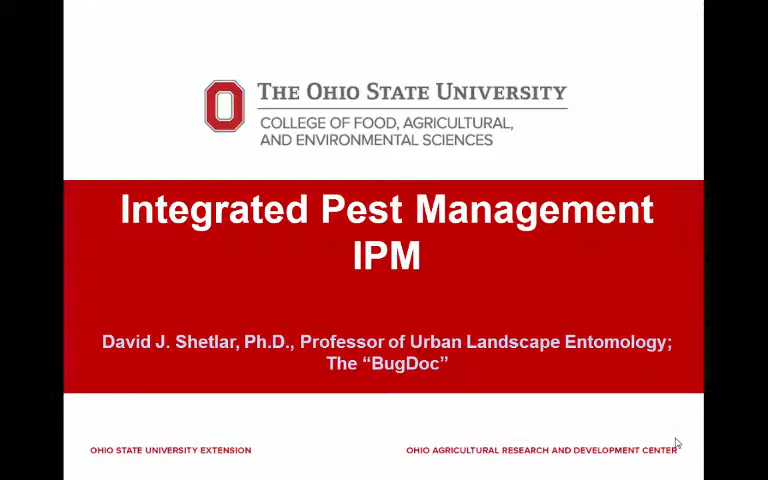 THE OHIO STATE UNIVERSITY
COLLEGE OF FOOD, AGRICULTURAL,
AND ENVIRONMENTAL SCIENCES
Integrated Pest Management
IPM
David J. Shetlar, Ph.D., Professor of Urban Landscape Entomology;
The “BugDoc”
OHIO STATE UNIVERSITY EXTENSION
OHIO AGRICULTURAL RESEARCH AND DEVELOPMENT CENTER